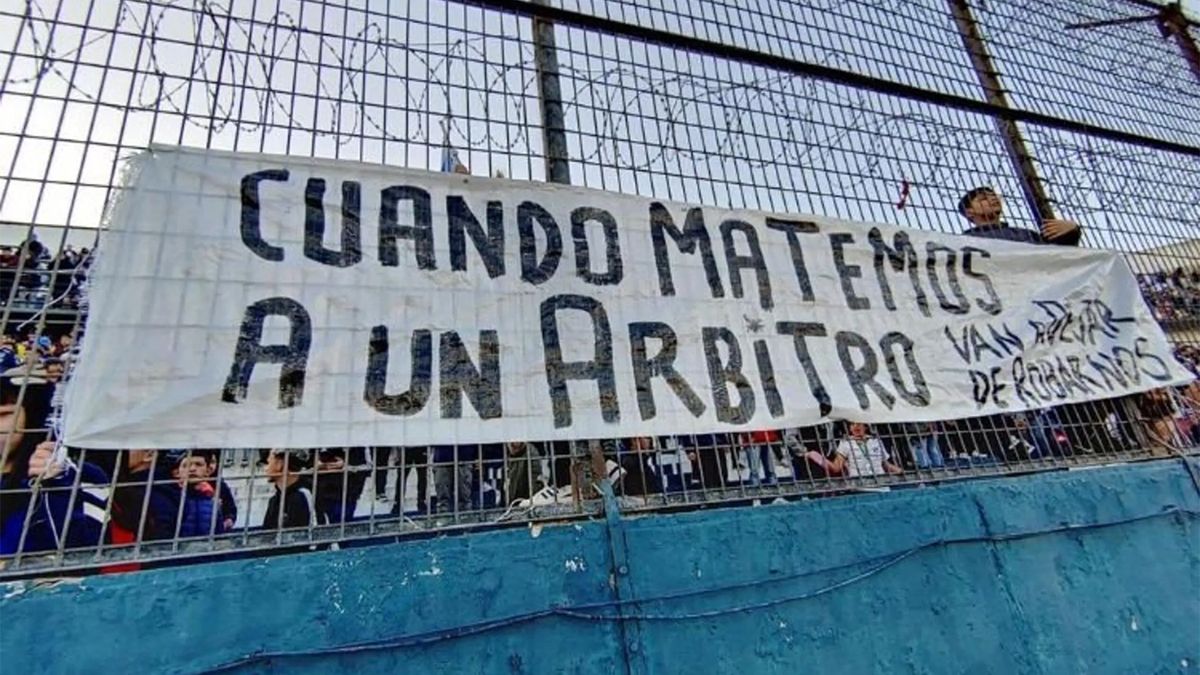 CUANDO MATEMOS
A UN ARBITRO
VAN A DEJAR
DE ROBARNOS